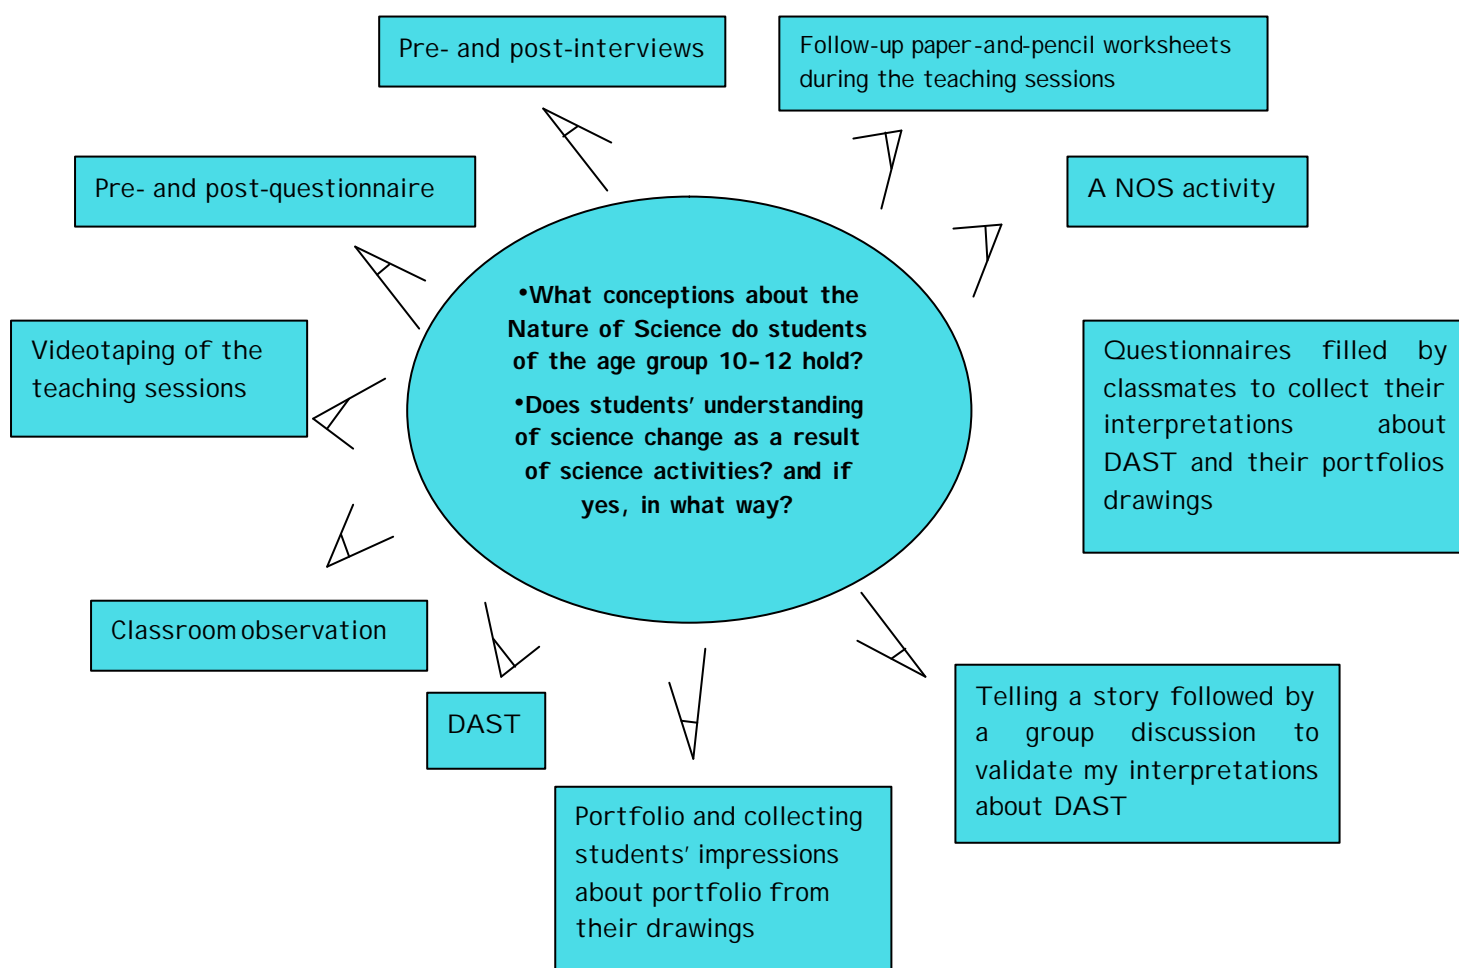 Pre- and post-interviews
Follow-up paper-and-pencil worksheets
during the teaching sessions
Pre- and post-questionnaire
A NOS activity
•What conceptions about the
Nature of Science do students
of the age group 10–12 hold?
•Does students’ understanding
of science change as a result
of science activities? and if
yes, in what way?
Videotaping of the
teaching sessions
Questionnaires filled by
classmates to collect their
interpretations about
DAST and their portfolios
drawings
Classroom observation
DAST
Telling a story followed by
a group discussion to
validate my interpretations
about DAST
Portfolio and collecting
students’ impressions
about portfolio from
their drawings